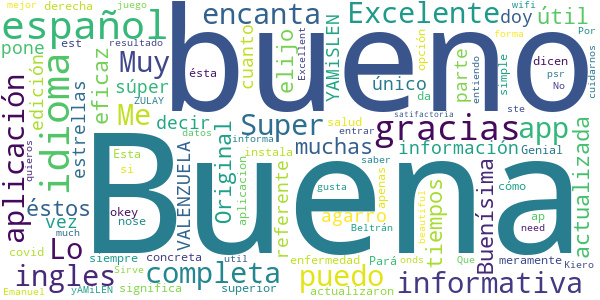 mejor
juego
derecha
español
pone
est
resultado
encanta
cuanto
Excelente
doy
útil
wifi
Por
bueno
Muy
súper
ésta
elijo
YAMiSLEN
único
parte
opción
da
dicen
simple
entiendo
forma
psr
No
cuidarnos
aplicación
edición
idioma
eficaz
estrellas
Me
ZULAY
decir
Super
Original
Excellent
salud
entrar
gracias
app
quieros
Esta
si
VALENZUELA
datos
informa
instala
aplicacion
muchas
información
satisfactoria
ste
Genial
actualizada
éstos
vez
okey
nose
Buena
referente
saber
gusta
agarro
apenas
tiempos
beautiful
Buenísima
cómo
ap
need
Lo
much
covid
siempre
concreta
util
enfermedad
Beltrán
Pará
onds
Que
meramente
Kiero
ingles
completa
Sirve
puedo
informativa
Emanuel
yAMiLEN
significa
superior
actualizaron